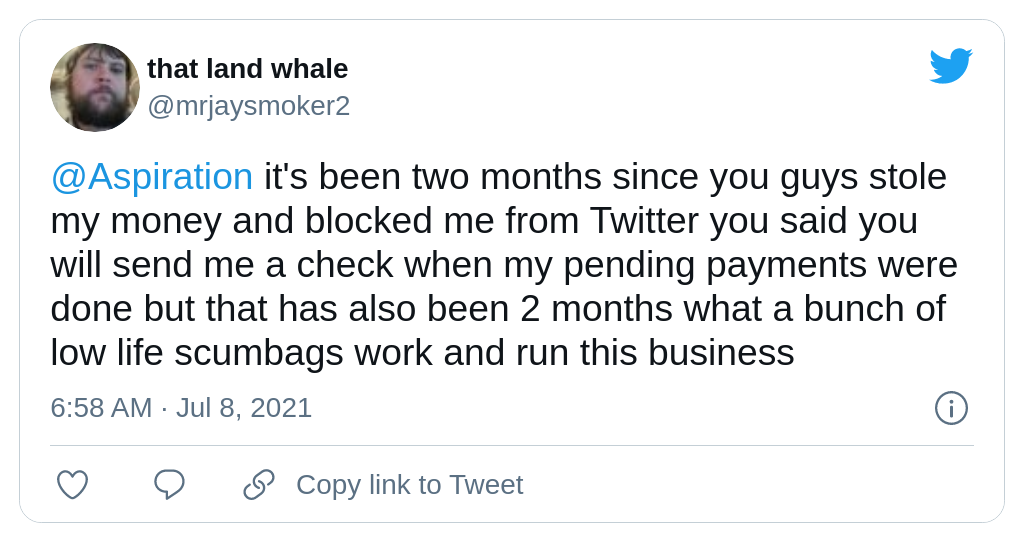 that land whale
@mrjaysmoker2
@Aspiration it's been two months since you guys stole
my money and blocked me from Twitter you said you
will send me a check when my pending payments were
done but that has also been 2 months what a bunch of
low life scumbags work and run this business
6:58 AM · Jul 8, 2021
Copy link to Tweet